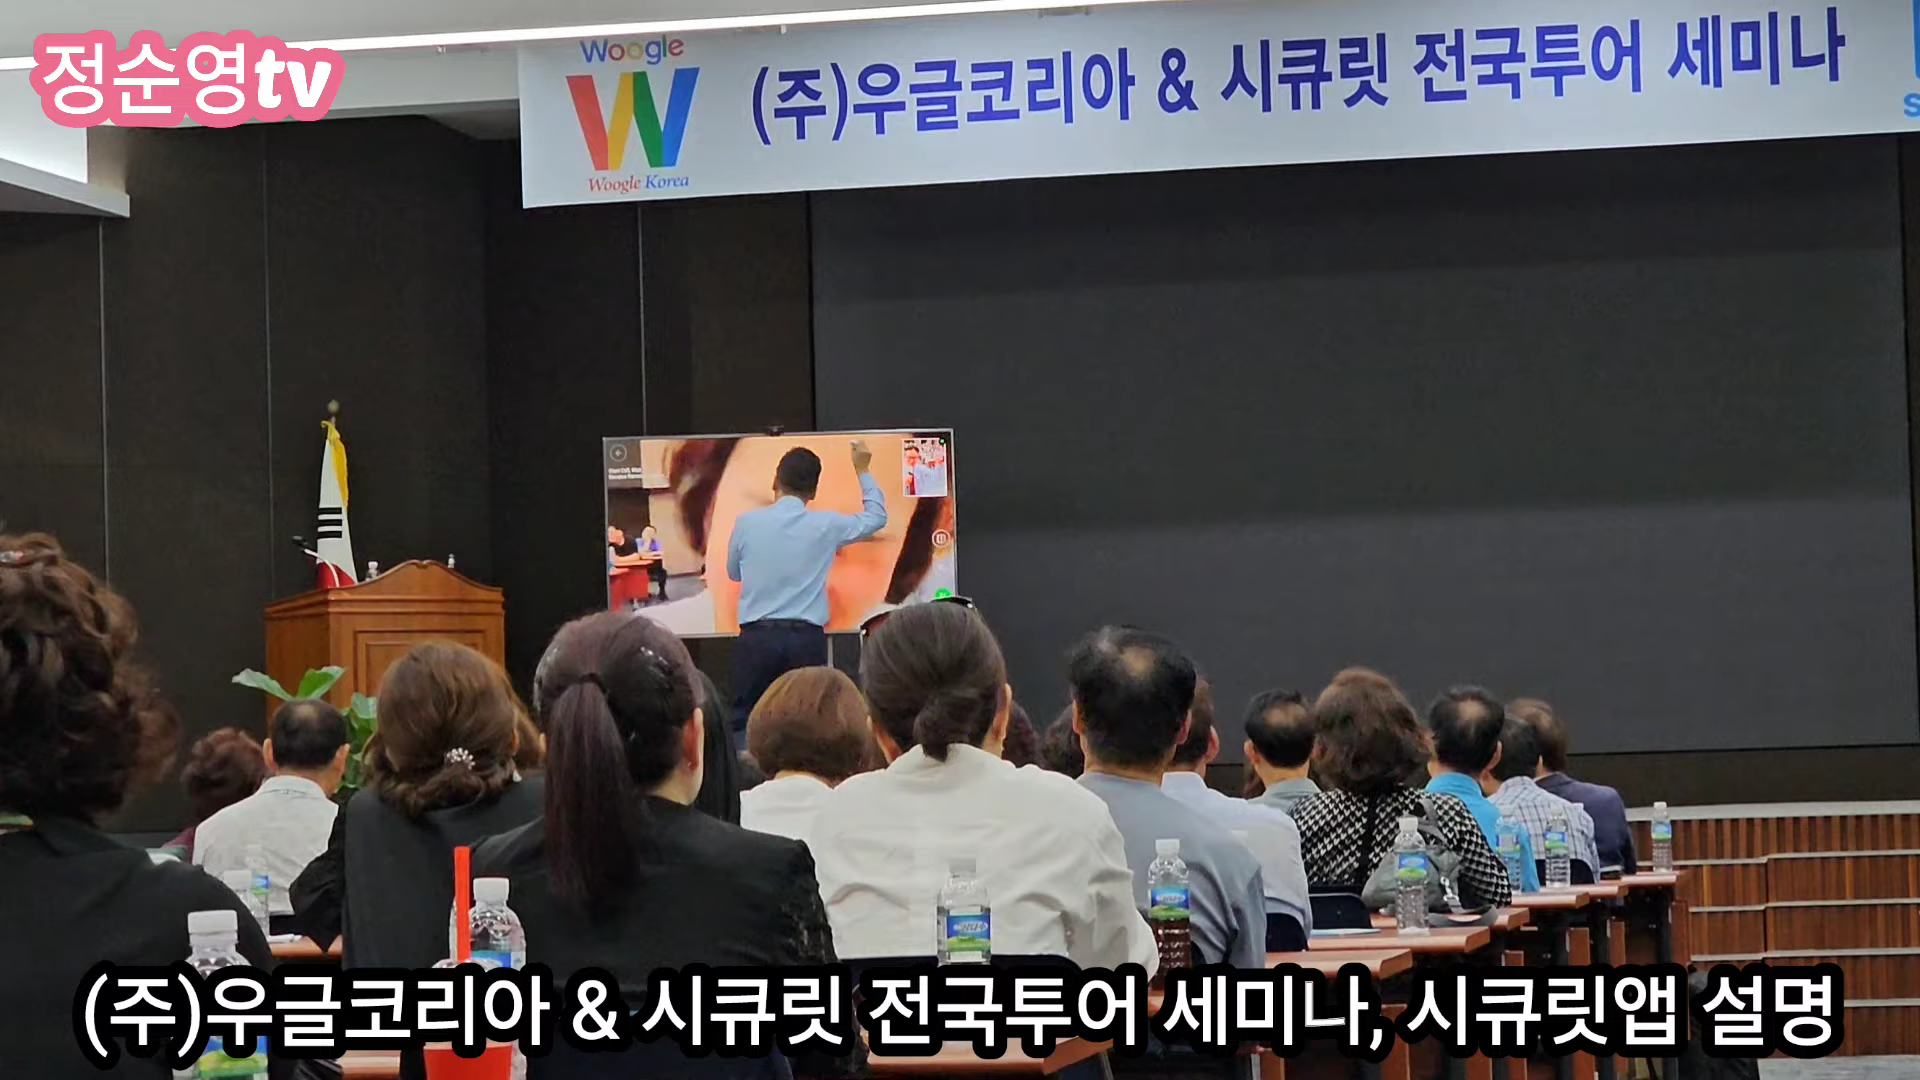 정순영tv
Woogle
W
Woogle Korea
(주)우글코리아 & 시큐릿 전국투어 세미나
(주)우글코리아 & 시큐릿 전국투어 세미나, 시큐릿앱 설명